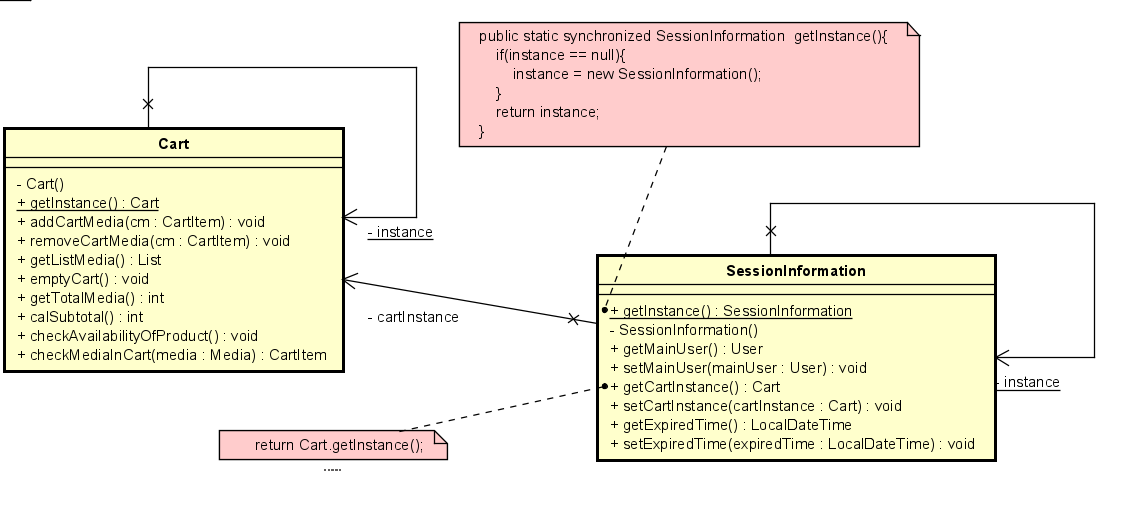 public static synchronized SessionInformation  getInstance(){
if(instance == null){
instance = new SessionInformation();
}
return instance;
}
Cart
- Cart()
+ getInstance() : Cart
+ addCartMedia(cm : CartItem) : void
+ removeCartMedia(cm : CartItem) : void
+ getListMedia() : List
+ emptyCart() : void
+ getTotalMedia() : int
+ calSubtotal() : int
+ checkAvailabilityOfProduct() : void
+ checkMediaInCart(media : Media) : CartItem
- instance
- cartInstance
SessionInformation
+ getInstance() : SessionInformation
- SessionInformation()
+ getMainUser() : User
+ setMainUser(mainUser : User) : void
+ getCartInstance() : Cart
+ setCartInstance(cartInstance : Cart) : void
+ getExpiredTime() : LocalDateTime
+ setExpiredTime(expiredTime : LocalDateTime) : void
- instance
return Cart.getInstance();
.....